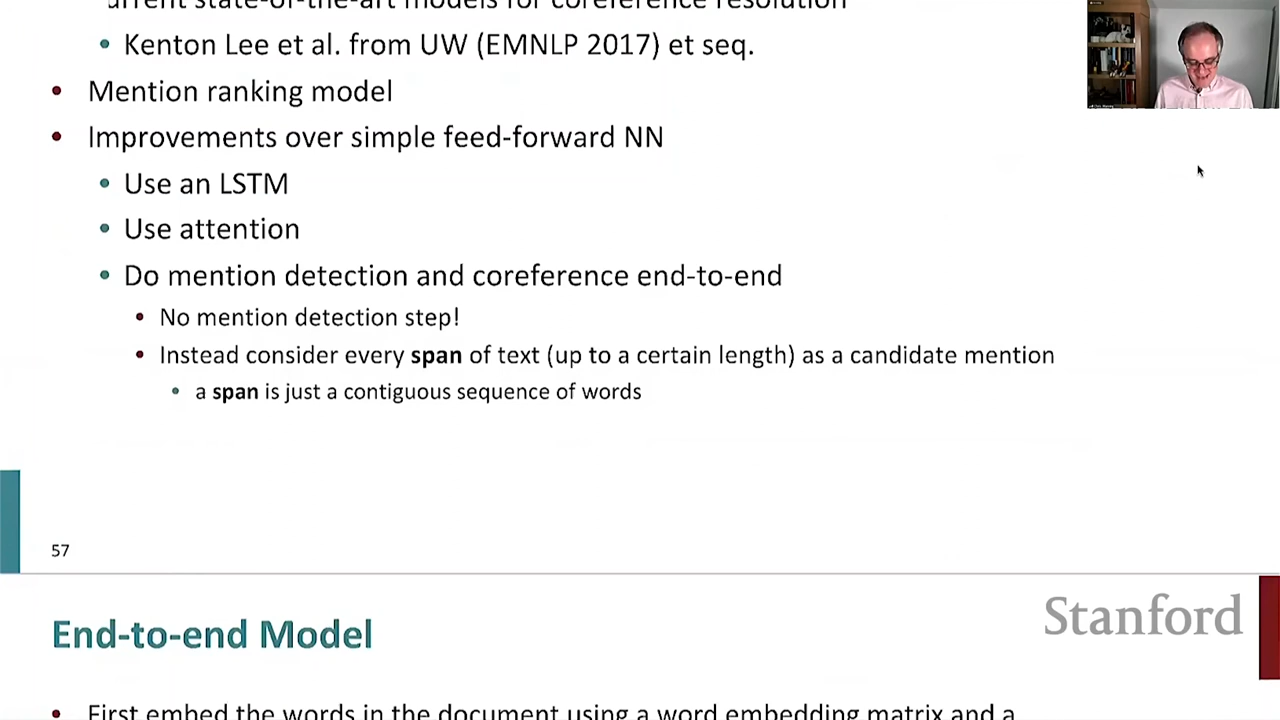 urrent state-of-the-art models for coreference resolution
• Kenton Lee et al. from UW (EMNLP 2017) et seq.
• Mention ranking model
• Improvements over simple feed-forward NN
• Use an LSTM
• Use attention
• Do mention detection and coreference end-to-end
• No mention detection step!
• Instead consider every span of text (up to a certain length) as a candidate mention
• a span is just a contiguous sequence of words
57
Stanford
End-to-end Model
• First embed the words in the document using a word embedding matrix and a